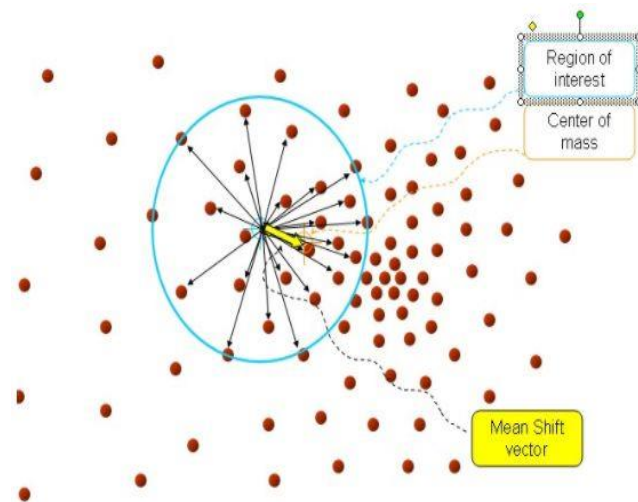 Region of
interest
Center of
mass
Mean Shift
vector